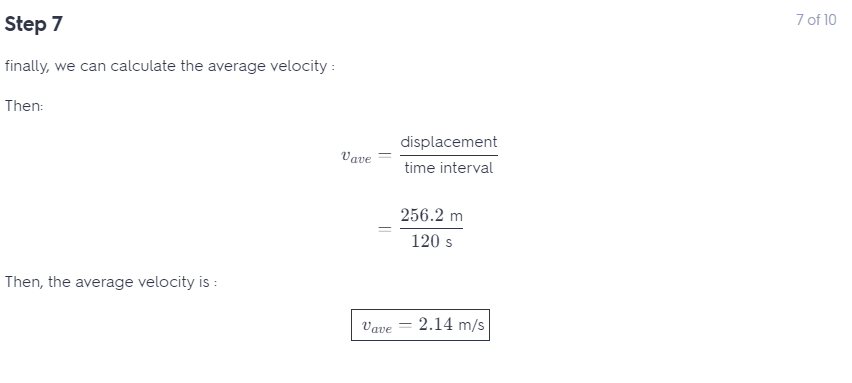 Step 7
7 of 10
finally, we can calculate the average velocity :
Then:
v_ave = displacement / time interval
= 256.2 m / 120 s
Then, the average velocity is :
v_ave = 2.14 m/s